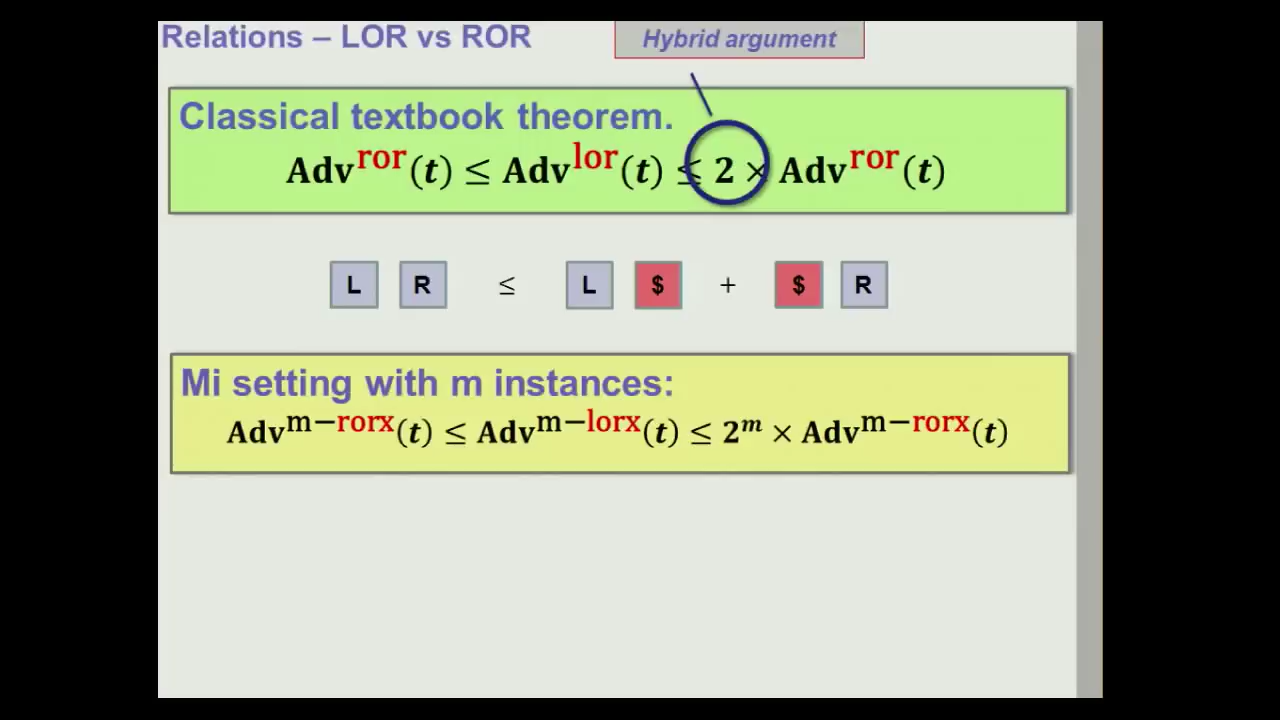 Relations – LOR vs ROR
Hybrid argument
Classical textbook theorem.
Adv^ror(t) ≤ Adv^lor(t) ≤ 2 × Adv^ror(t)
L R ≤ L $ + $ R
Mi setting with m instances:
Adv^m−rorx(t) ≤ Adv^m−lorx(t) ≤ 2^m × Adv^m−rorx(t)